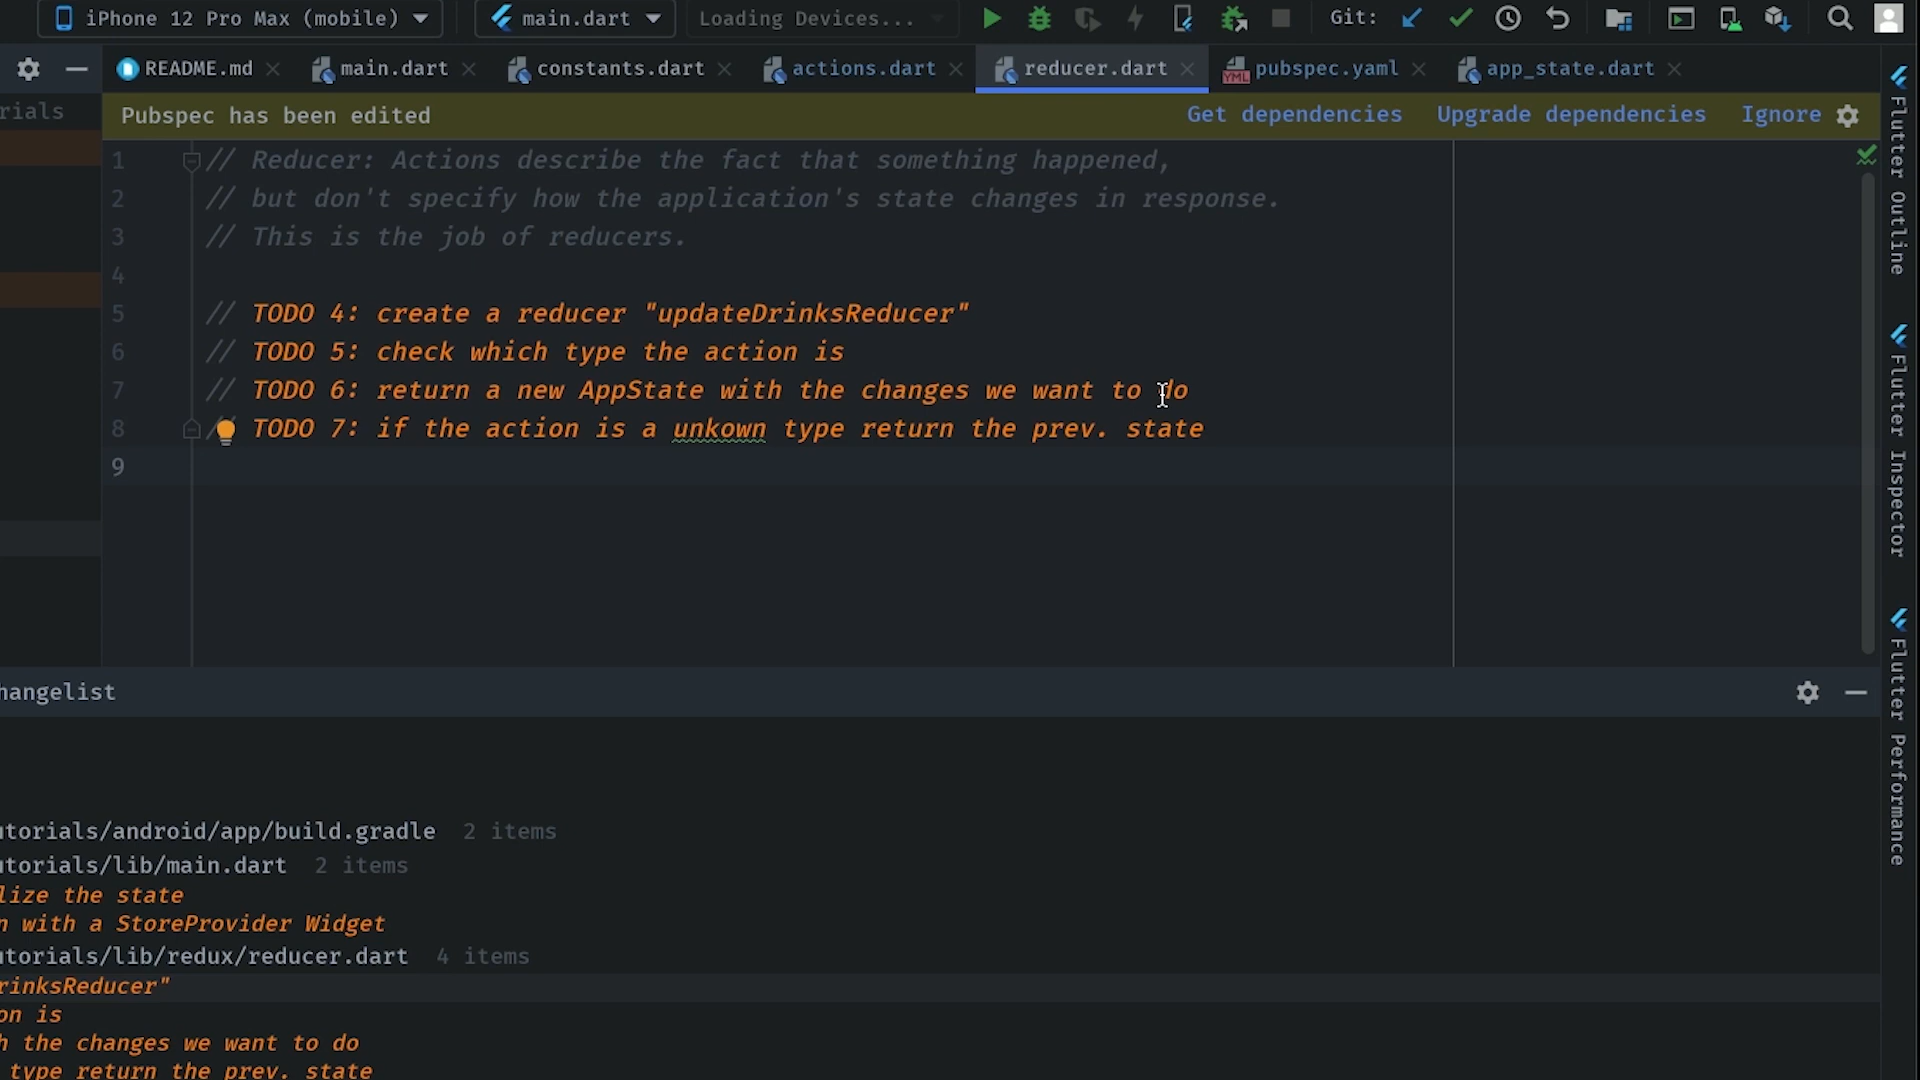 iPhone 12 Pro Max (mobile)
main.dart
Loading Devices...
Git:
README.md
main.dart
constants.dart
actions.dart
reducer.dart
pubspec.yaml
app_state.dart
rials
Pubspec has been edited
Get dependencies
Upgrade dependencies
Ignore
1 // Reducer: Actions describe the fact that something happened,
2 // but don't specify how the application's state changes in response.
3 // This is the job of reducers.
4
5 // TODO 4: create a reducer "updateDrinksReducer"
6 // TODO 5: check which type the action is
7 // TODO 6: return a new AppState with the changes we want to do
8 // TODO 7: if the action is a unkown type return the prev. state
9
Flutter Outline
Flutter Inspector
Flutter Performance
hangelist
utorials/android/app/build.gradle 2 items
utorials/lib/main.dart 2 items
lize the state
n with a StoreProvider Widget
utorials/lib/redux/reducer.dart 4 items
rinksReducer"
on is
h the changes we want to do
type return the prev. state